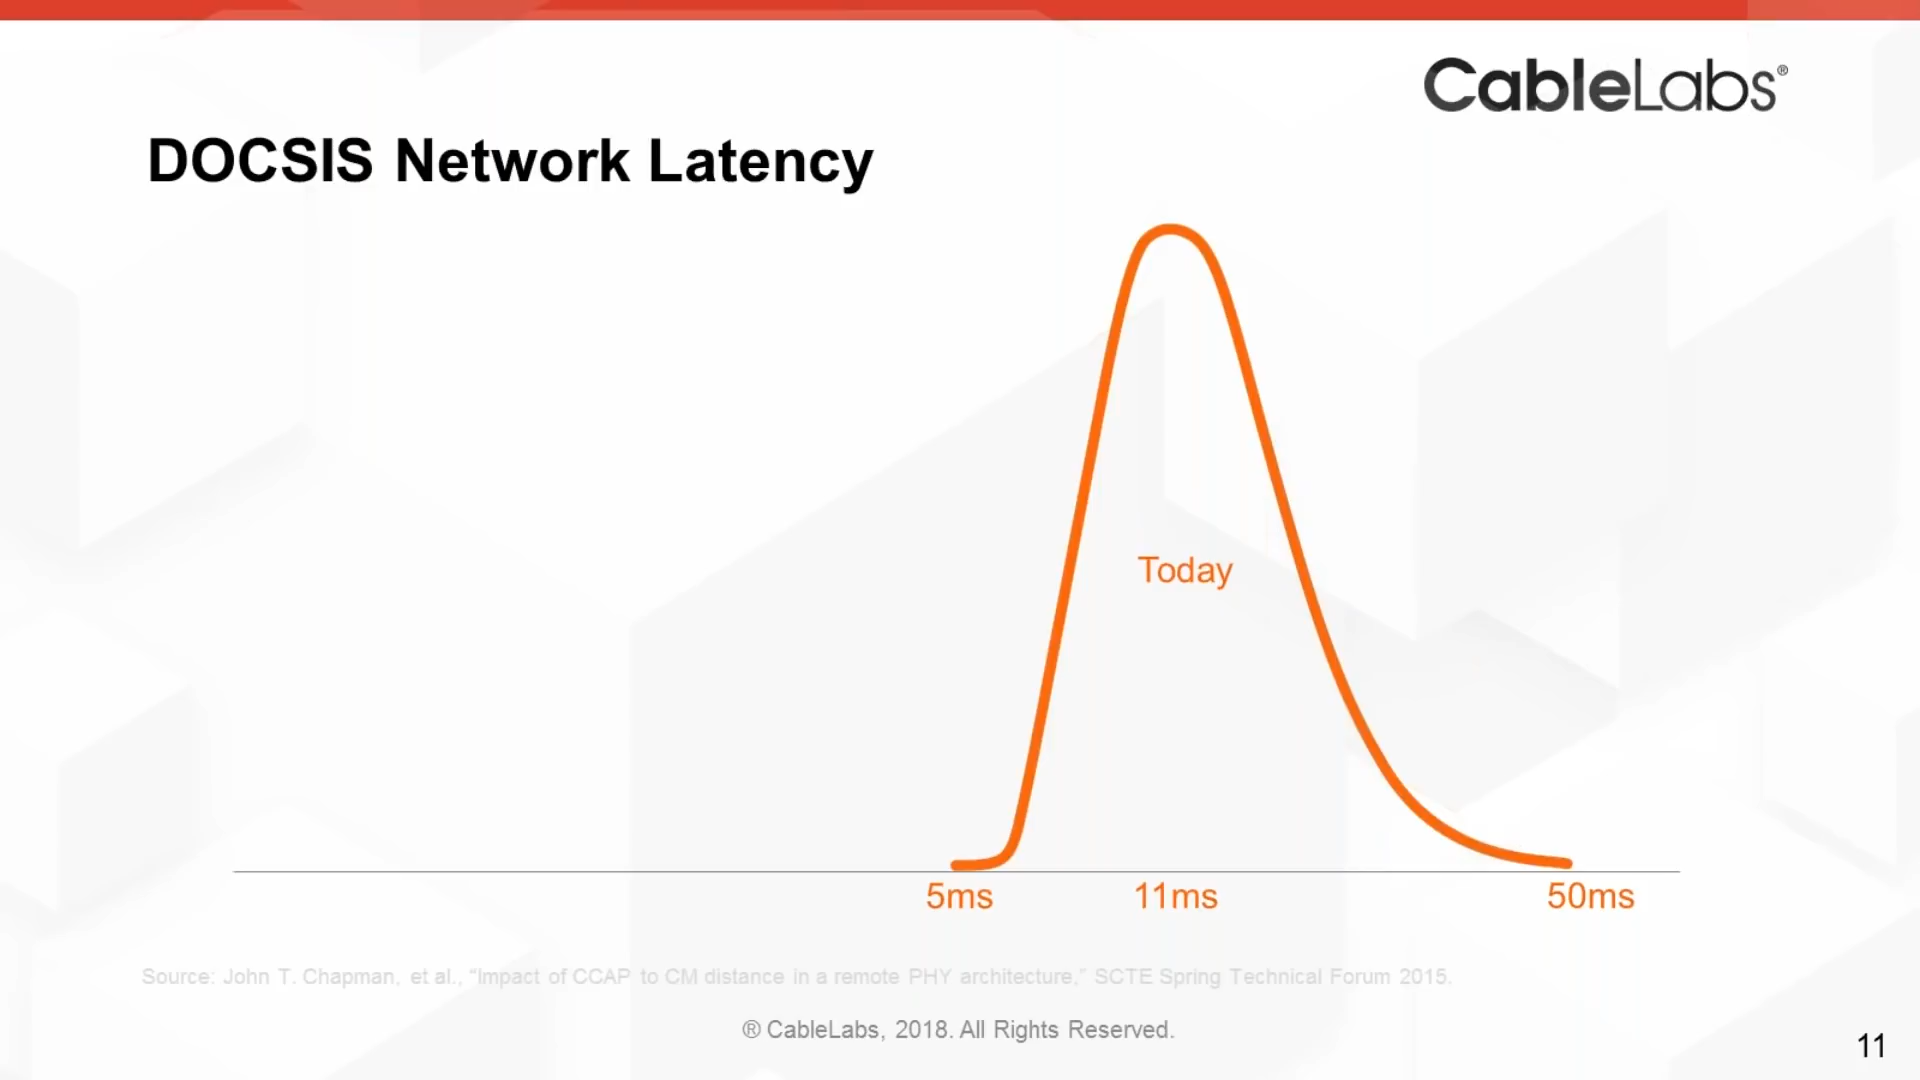 CableLabs®
DOCSIS Network Latency
Today
5ms 11ms 50ms
Source: John T. Chapman, et al., “Impact of CCAP to CM distance in a remote PHY architecture,” SCTE Spring Technical Forum 2015.
® CableLabs, 2018. All Rights Reserved.
11